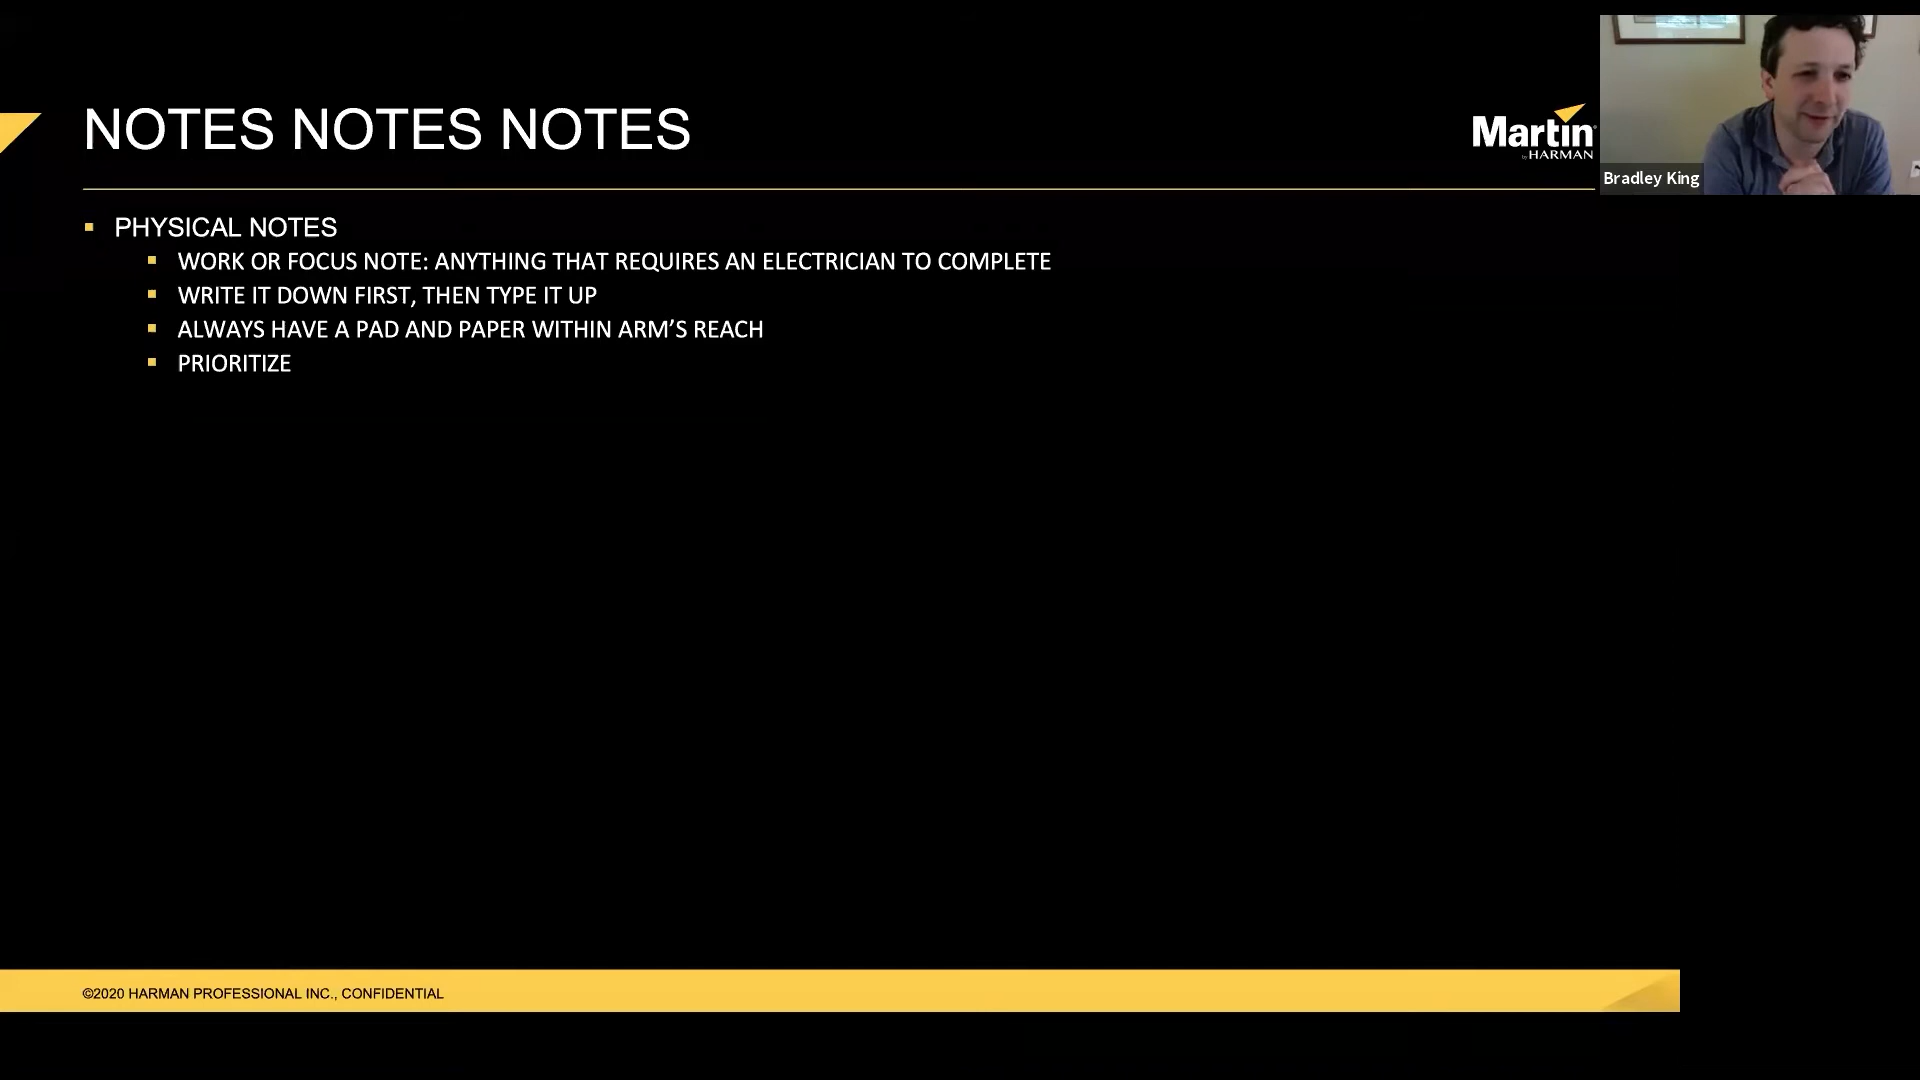 NOTES NOTES NOTES
Martin
by HARMAN
Bradley King
PHYSICAL NOTES
WORK OR FOCUS NOTE: ANYTHING THAT REQUIRES AN ELECTRICIAN TO COMPLETE
WRITE IT DOWN FIRST, THEN TYPE IT UP
ALWAYS HAVE A PAD AND PAPER WITHIN ARM’S REACH
PRIORITIZE
©2020 HARMAN PROFESSIONAL INC., CONFIDENTIAL